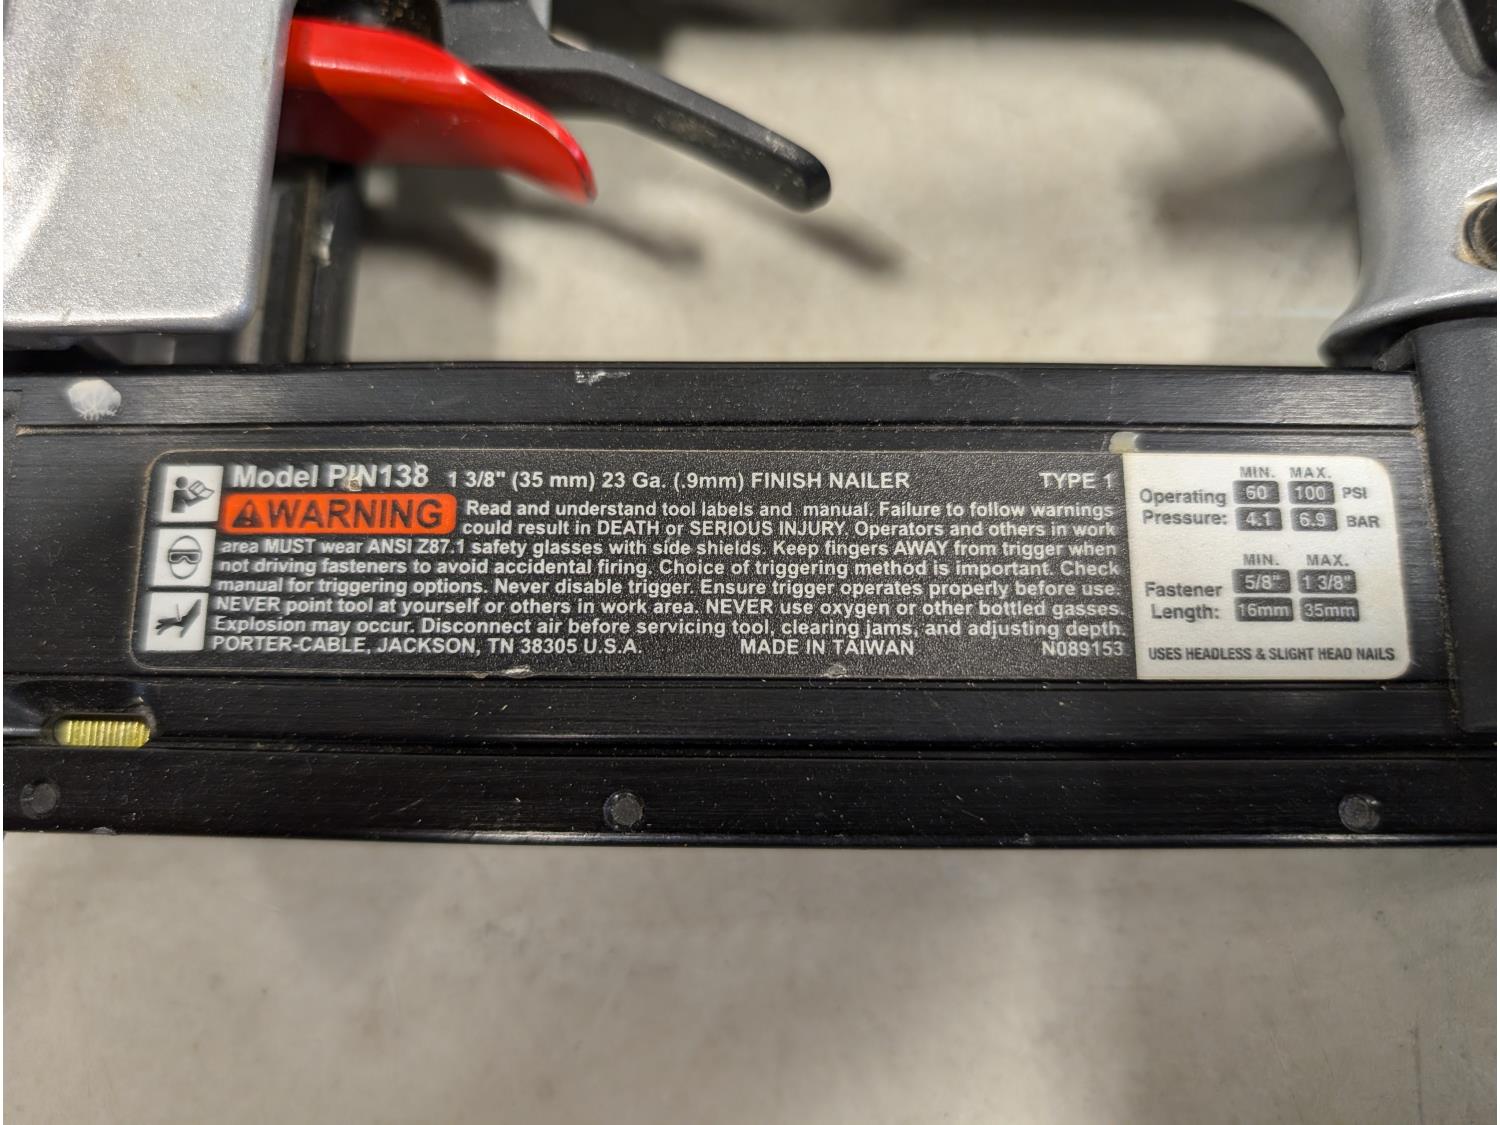 Model PIN138 1 3/8" (35 mm) 23 Ga. (.9mm) FINISH NAILER TYPE 1
WARNING Read and understand tool labels and manual. Failure to follow warnings
could result in DEATH or SERIOUS INJURY. Operators and others in work
area MUST wear ANSI Z87.1 safety glasses with side shields. Keep fingers AWAY from trigger when
not driving fasteners to avoid accidental firing. Choice of triggering method is important. Check
manual for triggering options. Never disable trigger. Ensure trigger operates properly before use.
NEVER point tool at yourself or others in work area. NEVER use oxygen or other bottled gasses.
Explosion may occur. Disconnect air before servicing tool, clearing jams, and adjusting depth.
PORTER-CABLE, JACKSON, TN 38305 U.S.A. MADE IN TAIWAN N089153
MIN. MAX.
Operating 60 100 PSI
Pressure: 4.1 6.9 BAR
MIN. MAX.
Fastener 5/8" 1 3/8"
Length: 16mm 35mm
USES HEADLESS & SLIGHT HEAD NAILS